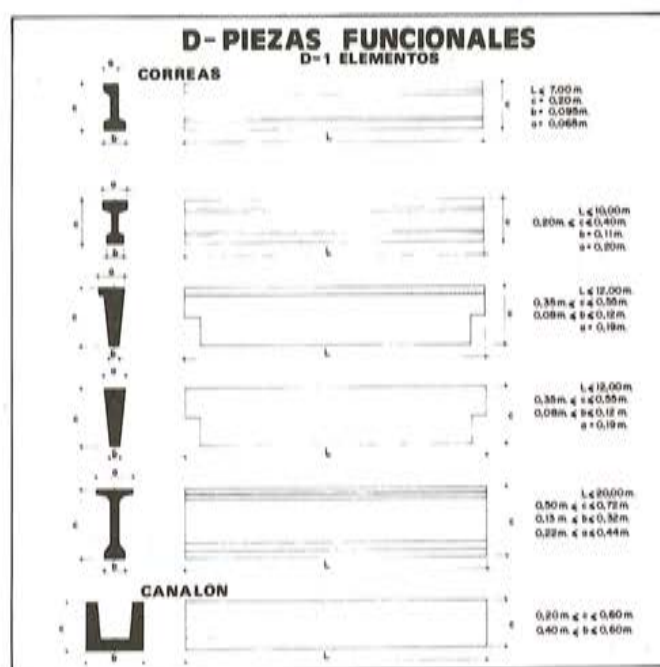 D-PIEZAS FUNCIONALES
D-1 ELEMENTOS
CORREAS
a
c
b
L
c
L ≤ 7,00 m.
c = 0,20 m.
b = 0,095 m.
a = 0,065 m.
a
c
b
L
c
L ≤ 10,00 m.
0,20 m. ≤ c ≤ 0,40 m.
b = 0,11 m.
a = 0,20 m.
a
c
b
L
c
L ≤ 12,00 m.
0,35 m. ≤ c ≤ 0,55 m.
0,08 m. ≤ b ≤ 0,12 m.
a = 0,19 m.
a
c
b
L
c
L ≤ 12,00 m.
0,35 m. ≤ c ≤ 0,55 m.
0,08 m. ≤ b ≤ 0,12 m.
a = 0,19 m.
a
c
b
L
c
L ≤ 20,00 m.
0,50 m. ≤ c ≤ 0,72 m.
0,13 m. ≤ b ≤ 0,32 m.
0,22 m. ≤ a ≤ 0,44 m.
CANALON
c
b
L
c
0,20 m. ≤ c ≤ 0,60 m.
0,40 m. ≤ b ≤ 0,60 m.